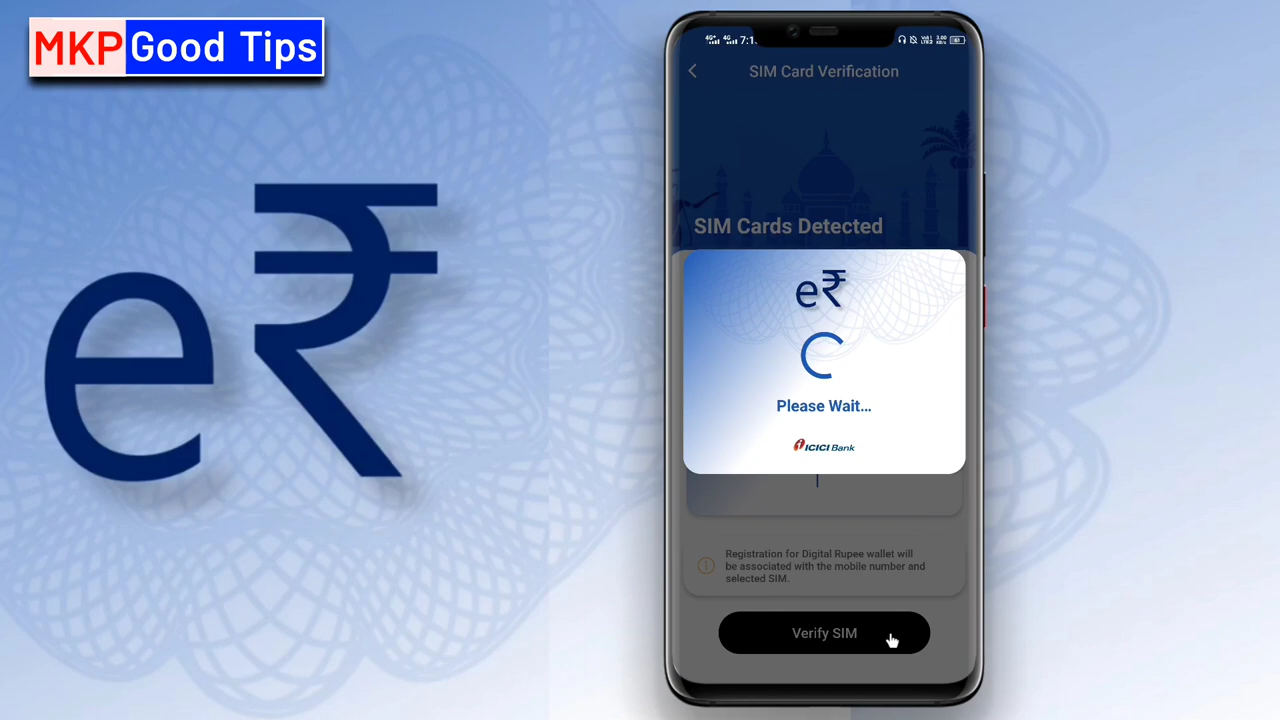 MKP Good Tips
e₹
SIM Card Verification
SIM Cards Detected
e₹
Please Wait...
ICICI Bank
Registration for Digital Rupee wallet will
be associated with the mobile number and
selected SIM.
Verify SIM